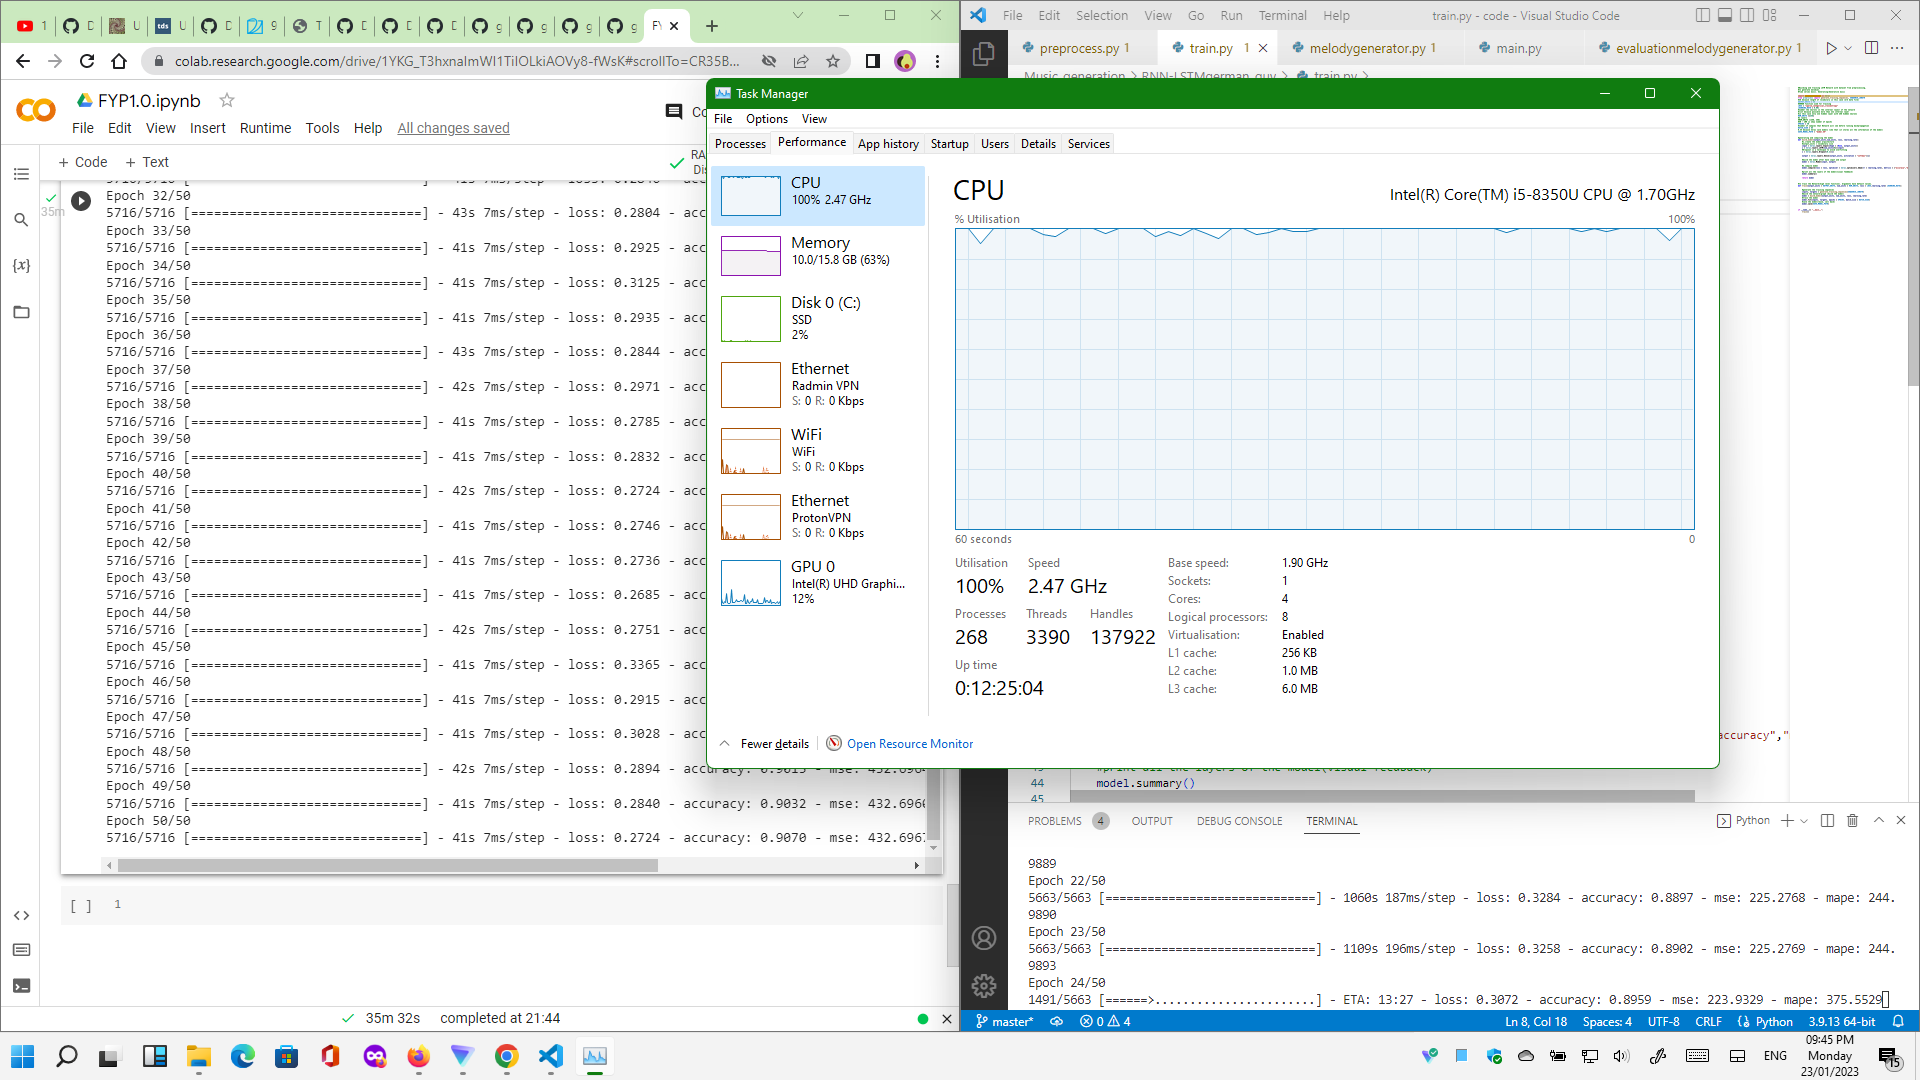 colab.research.google.com/drive/1YKG_T3hxnaImWI1TiIOLkiAOVy8-fWsK#scrollTo=CR35B...
FYP1.0.ipynb
File Edit View Insert Runtime Tools Help All changes saved
+ Code + Text
35m
Epoch 32/50
5716/5716 [==============================] - 43s 7ms/step - loss: 0.2804 - acc
Epoch 33/50
5716/5716 [==============================] - 41s 7ms/step - loss: 0.2925 - acc
Epoch 34/50
5716/5716 [==============================] - 41s 7ms/step - loss: 0.3125 - acc
Epoch 35/50
5716/5716 [==============================] - 41s 7ms/step - loss: 0.2935 - acc
Epoch 36/50
5716/5716 [==============================] - 43s 7ms/step - loss: 0.2844 - acc
Epoch 37/50
5716/5716 [==============================] - 42s 7ms/step - loss: 0.2971 - acc
Epoch 38/50
5716/5716 [==============================] - 41s 7ms/step - loss: 0.2785 - acc
Epoch 39/50
5716/5716 [==============================] - 41s 7ms/step - loss: 0.2832 - acc
Epoch 40/50
5716/5716 [==============================] - 42s 7ms/step - loss: 0.2724 - acc
Epoch 41/50
5716/5716 [==============================] - 41s 7ms/step - loss: 0.2746 - acc
Epoch 42/50
5716/5716 [==============================] - 41s 7ms/step - loss: 0.2736 - acc
Epoch 43/50
5716/5716 [==============================] - 41s 7ms/step - loss: 0.2685 - acc
Epoch 44/50
5716/5716 [==============================] - 42s 7ms/step - loss: 0.2751 - acc
Epoch 45/50
5716/5716 [==============================] - 41s 7ms/step - loss: 0.3365 - acc
Epoch 46/50
5716/5716 [==============================] - 41s 7ms/step - loss: 0.2915 - acc
Epoch 47/50
5716/5716 [==============================] - 41s 7ms/step - loss: 0.3028 - acc
Epoch 48/50
5716/5716 [==============================] - 42s 7ms/step - loss: 0.2894 - accuracy: 0.9015 - mse: 432.6964
Epoch 49/50
5716/5716 [==============================] - 41s 7ms/step - loss: 0.2840 - accuracy: 0.9032 - mse: 432.6960
Epoch 50/50
5716/5716 [==============================] - 41s 7ms/step - loss: 0.2724 - accuracy: 0.9070 - mse: 432.6967
[ ] 1
35m 32s completed at 21:44
Task Manager
File Options View
Processes Performance App history Startup Users Details Services
CPU
100% 2.47 GHz
Memory
10.0/15.8 GB (63%)
Disk 0 (C:)
SSD
2%
Ethernet
Radmin VPN
S: 0 R: 0 Kbps
WiFi
WiFi
S: 0 R: 0 Kbps
Ethernet
ProtonVPN
S: 0 R: 0 Kbps
GPU 0
Intel(R) UHD Graphi...
12%
CPU Intel(R) Core(TM) i5-8350U CPU @ 1.70GHz
% Utilisation 100%
60 seconds 0
Utilisation Speed
100% 2.47 GHz
Processes Threads Handles
268 3390 137922
Up time
0:12:25:04
Base speed: 1.90 GHz
Sockets: 1
Cores: 4
Logical processors: 8
Virtualisation: Enabled
L1 cache: 256 KB
L2 cache: 1.0 MB
L3 cache: 6.0 MB
Fewer details Open Resource Monitor
File Edit Selection View Go Run Terminal Help train.py - code - Visual Studio Code
preprocess.py 1 train.py 1 melodygenerator.py 1 main.py evaluationmelodygenerator.py 1
Music_generation RNN-LSTMgerman_guy train.py
accuracy","
#print all the layers of the model(visual feedback)
44 model.summary()
45
PROBLEMS 4 OUTPUT DEBUG CONSOLE TERMINAL Python
9889
Epoch 22/50
5663/5663 [==============================] - 1060s 187ms/step - loss: 0.3284 - accuracy: 0.8897 - mse: 225.2768 - mape: 244.
9890
Epoch 23/50
5663/5663 [==============================] - 1109s 196ms/step - loss: 0.3258 - accuracy: 0.8902 - mse: 225.2769 - mape: 244.
9893
Epoch 24/50
1491/5663 [======>.......................] - ETA: 13:27 - loss: 0.3072 - accuracy: 0.8959 - mse: 223.9329 - mape: 375.5529
master* 0 4 Ln 8, Col 18 Spaces: 4 UTF-8 CRLF Python 3.9.13 64-bit
ENG
09:45 PM
Monday
23/01/2023
15